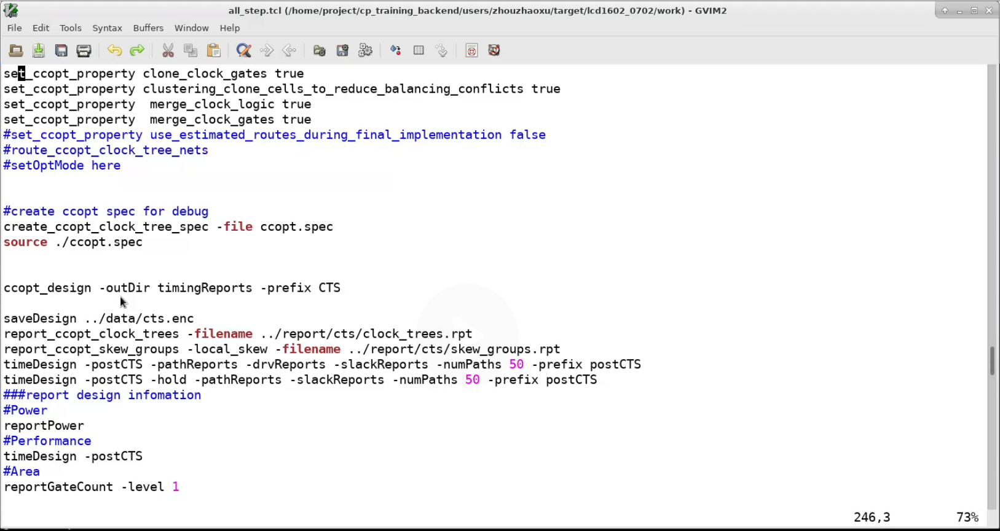 all_step.tcl (/home/project/cp_training_backend/users/zhouzhaoxu/target/lcd1602_0702/work) - GVIM2
File Edit Tools Syntax Buffers Window Help
set_ccopt_property clone_clock_gates true
set_ccopt_property clustering_clone_cells_to_reduce_balancing_conflicts true
set_ccopt_property  merge_clock_logic true
set_ccopt_property  merge_clock_gates true
#set_ccopt_property use_estimated_routes_during_final_implementation false
#route_ccopt_clock_tree_nets
#setOptMode here
#create ccopt spec for debug
create_ccopt_clock_tree_spec -file ccopt.spec
source ./ccopt.spec
ccopt_design -outDir timingReports -prefix CTS
saveDesign ../data/cts.enc
report_ccopt_clock_trees -filename ../report/cts/clock_trees.rpt
report_ccopt_skew_groups -local_skew -filename ../report/cts/skew_groups.rpt
timeDesign -postCTS -pathReports -drvReports -slackReports -numPaths 50 -prefix postCTS
timeDesign -postCTS -hold -pathReports -slackReports -numPaths 50 -prefix postCTS
###report design infomation
#Power
reportPower
#Performance
timeDesign -postCTS
#Area
reportGateCount -level 1
246,3 73%